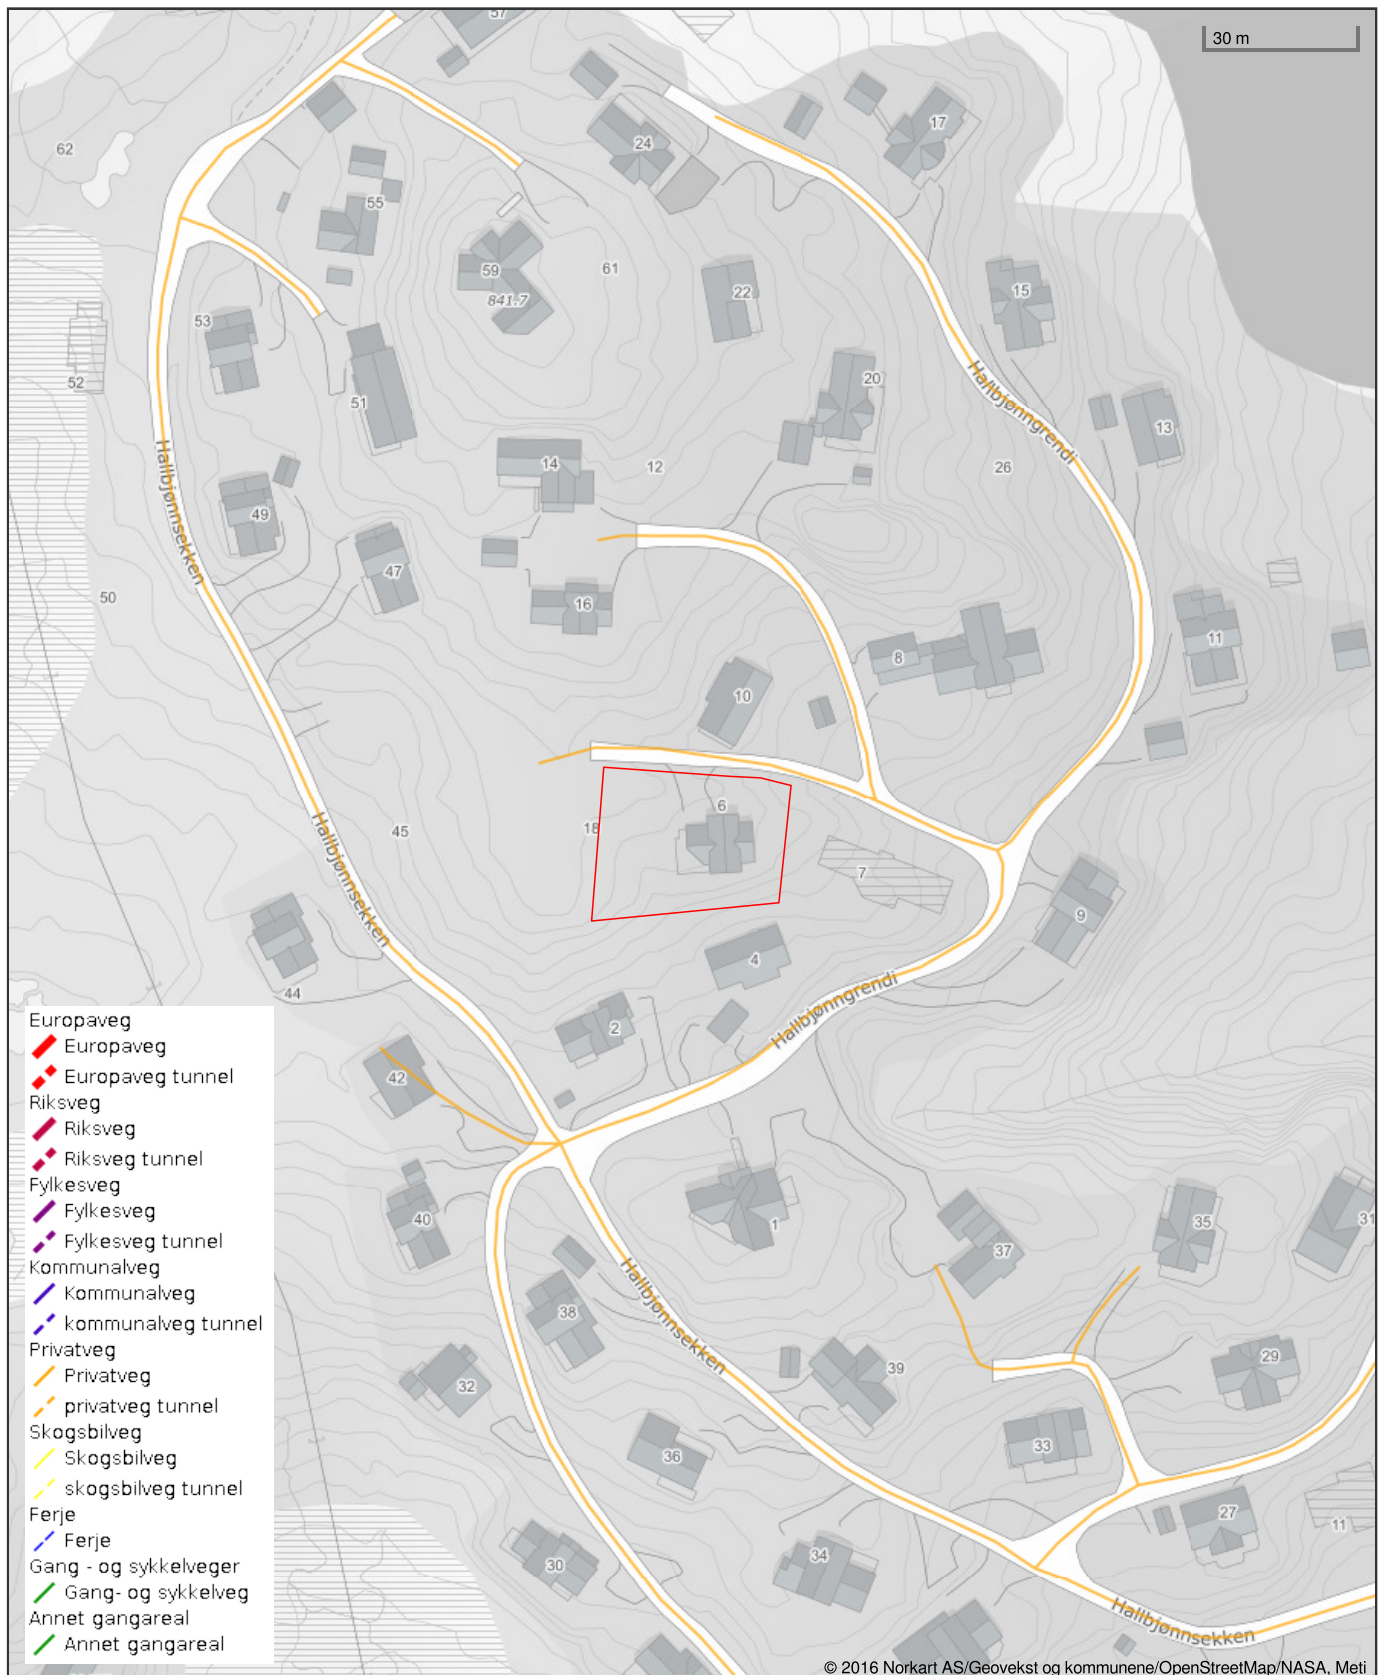 57
30 m
17
24
62
55
59
61
841.7
22
15
53
20
52
51
13
Hallbjønngrendi
14
12
26
Hallbjønnsekken
49
47
50
16
11
8
10
6
18
45
7
Hallbjønnsekken
9
4
44
Hallbjønngrendi
2
42
40
1
35
31
37
Hallbjønnsekken
38
29
39
32
33
36
27
11
34
30
Hallbjønnsekken
Europaveg
Europaveg
Europaveg tunnel
Riksveg
Riksveg
Riksveg tunnel
Fylkesveg
Fylkesveg
Fylkesveg tunnel
Kommunalveg
Kommunalveg
kommunalveg tunnel
Privatveg
Privatveg
privatveg tunnel
Skogsbilveg
Skogsbilveg
skogsbilveg tunnel
Ferje
Ferje
Gang - og sykkelveger
Gang- og sykkelveg
Annet gangareal
Annet gangareal
© 2016 Norkart AS/Geovekst og kommunene/OpenStreetMap/NASA, Meti